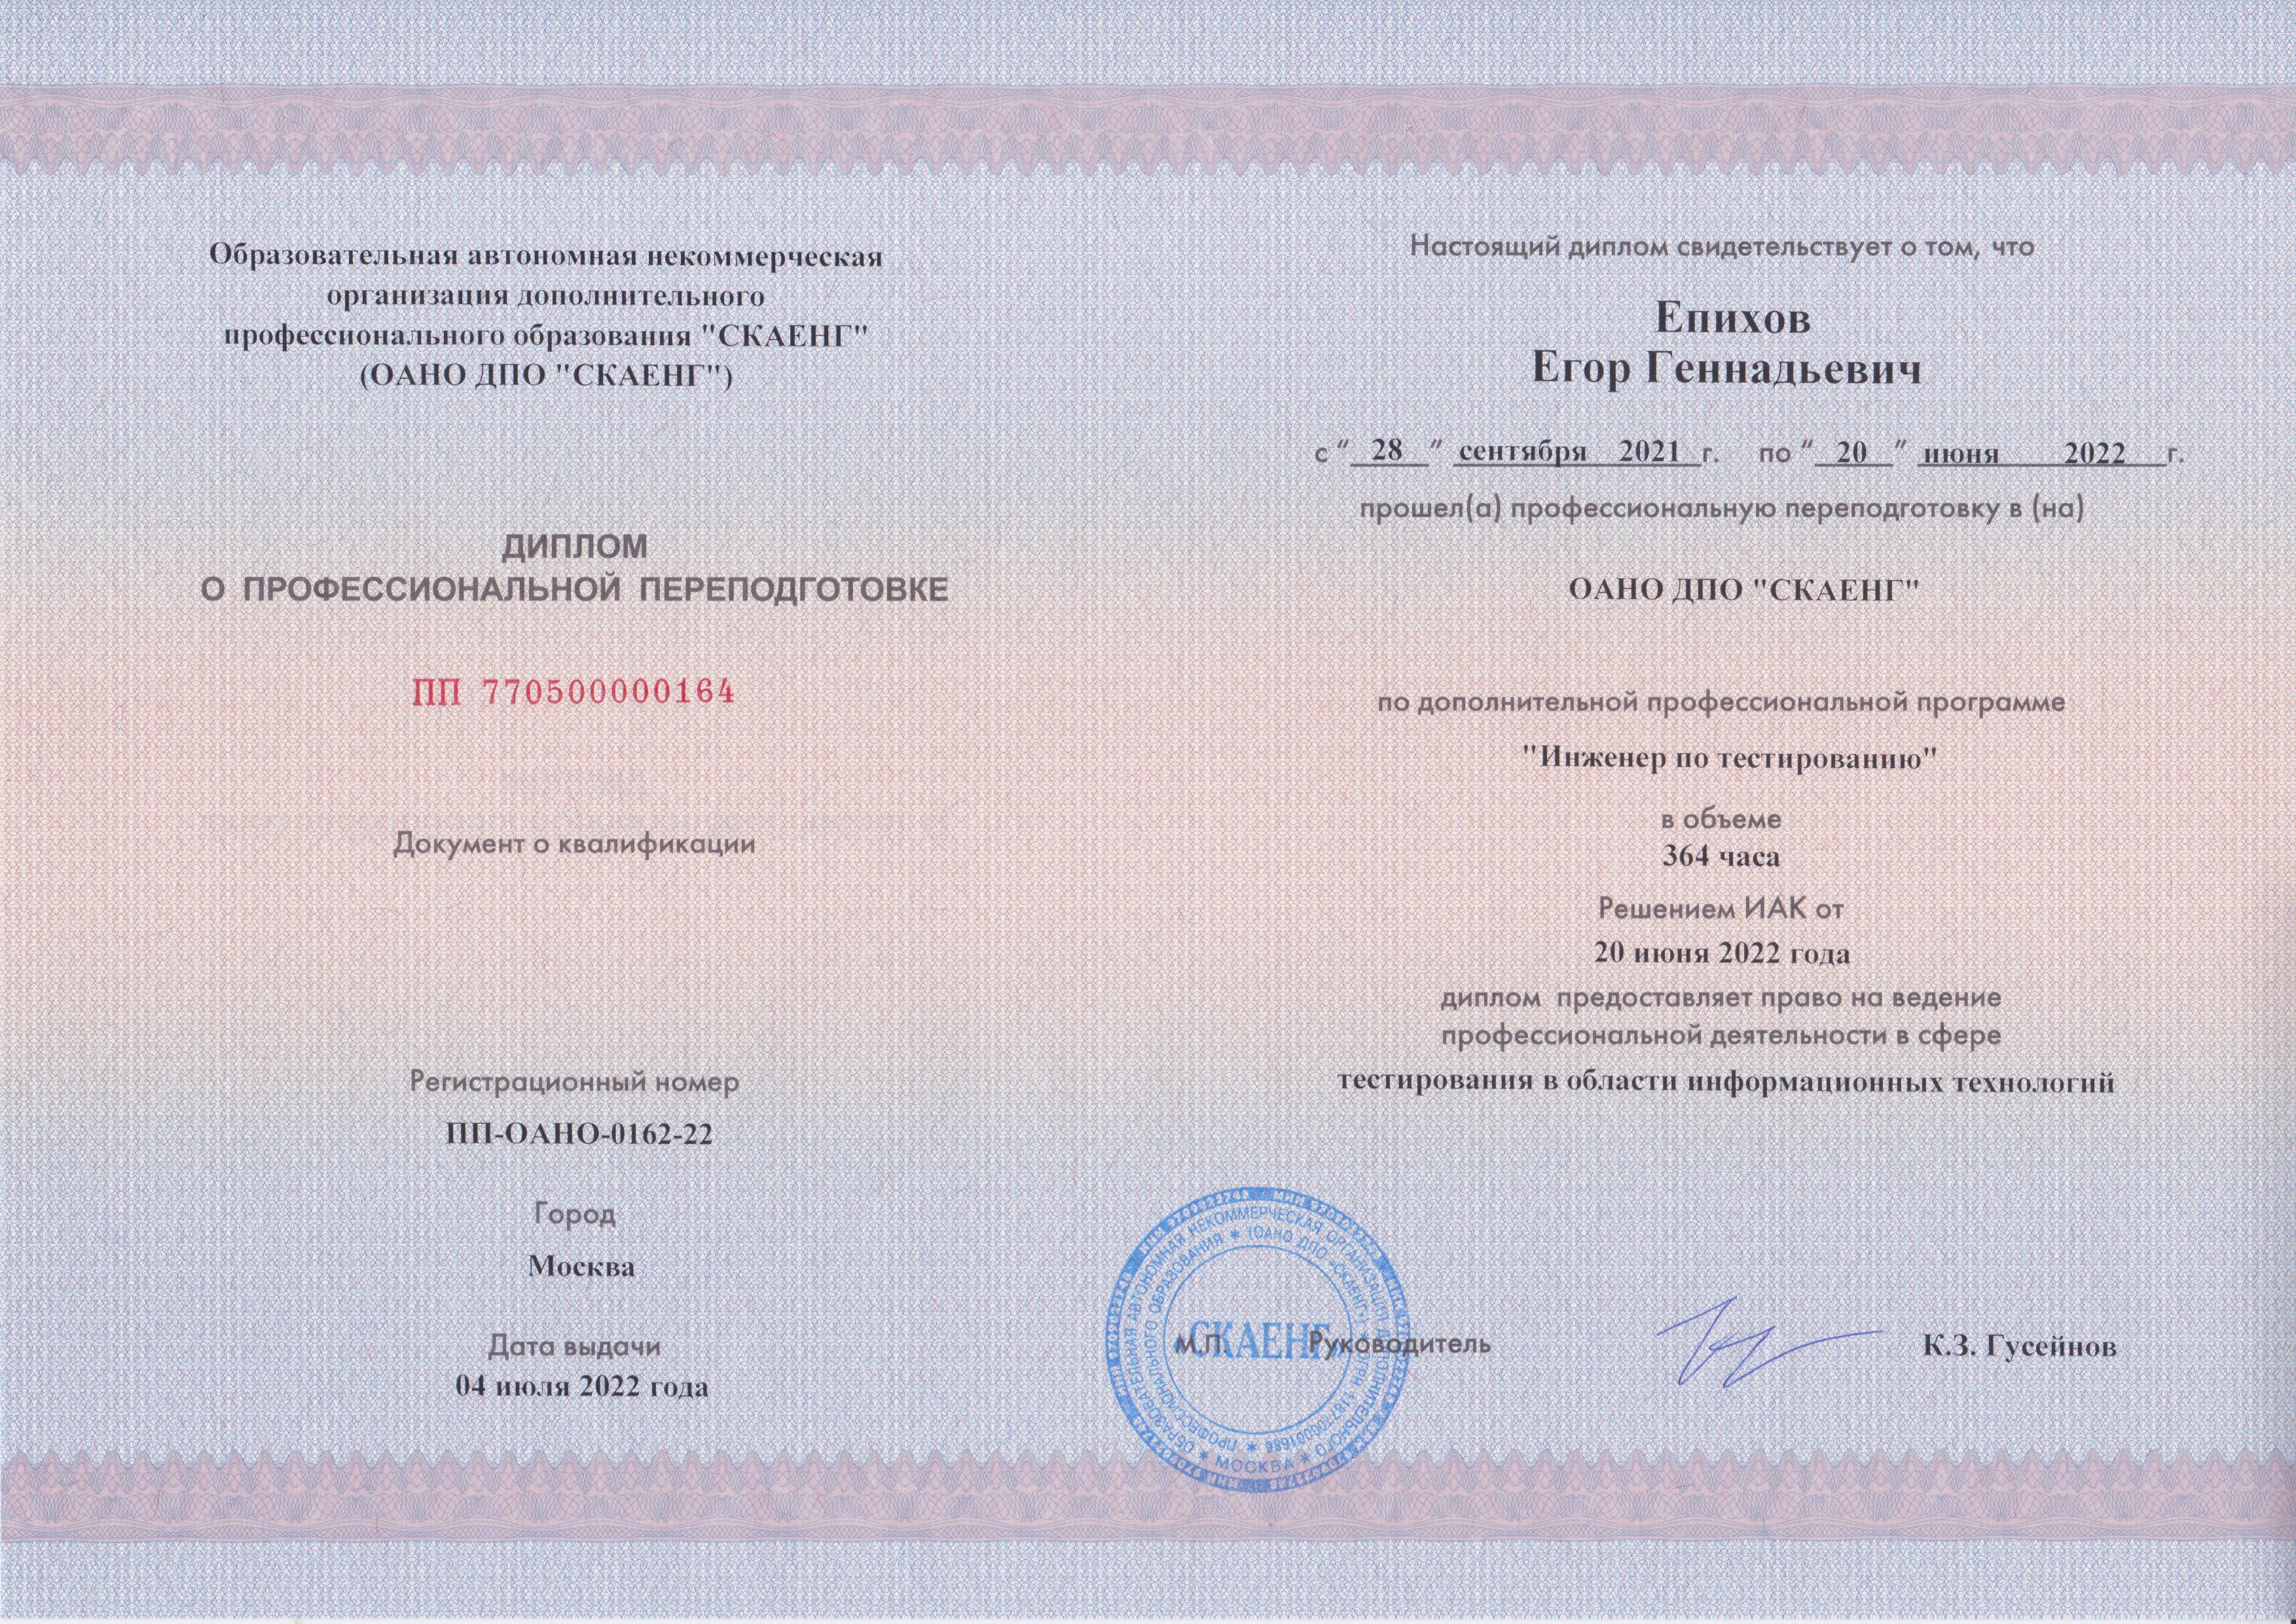 Образовательная автономная некоммерческая
организация дополнительного
профессионального образования "СКАЕНГ"
(ОАНО ДПО "СКАЕНГ")
ДИПЛОМ
О ПРОФЕССИОНАЛЬНОЙ ПЕРЕПОДГОТОВКЕ
ПП 770500000164
Документ о квалификации
Регистрационный номер
ПП-ОАНО-0162-22
Город
Москва
Дата выдачи
04 июля 2022 года
Настоящий диплом свидетельствует о том, что
Епихов
Егор Геннадьевич
с " 28 " сентября 2021 г. по " 20 " июня 2022 г.
прошел(а) профессиональную переподготовку в (на)
ОАНО ДПО "СКАЕНГ"
по дополнительной профессиональной программе
"Инженер по тестированию"
в объеме
364 часа
Решением ИАК от
20 июня 2022 года
диплом предоставляет право на ведение
профессиональной деятельности в сфере
тестирования в области информационных технологий
М.П. Руководитель К.З. Гусейнов
ОБРАЗОВАТЕЛЬНАЯ АВТОНОМНАЯ НЕКОММЕРЧЕСКАЯ ОРГАНИЗАЦИЯ ДОПОЛНИТЕЛЬНОГО
ПРОФЕССИОНАЛЬНОГО ОБРАЗОВАНИЯ * (ОАНО ДПО «СКАЕНГ»)
* МОСКВА *
СКАЕНГ